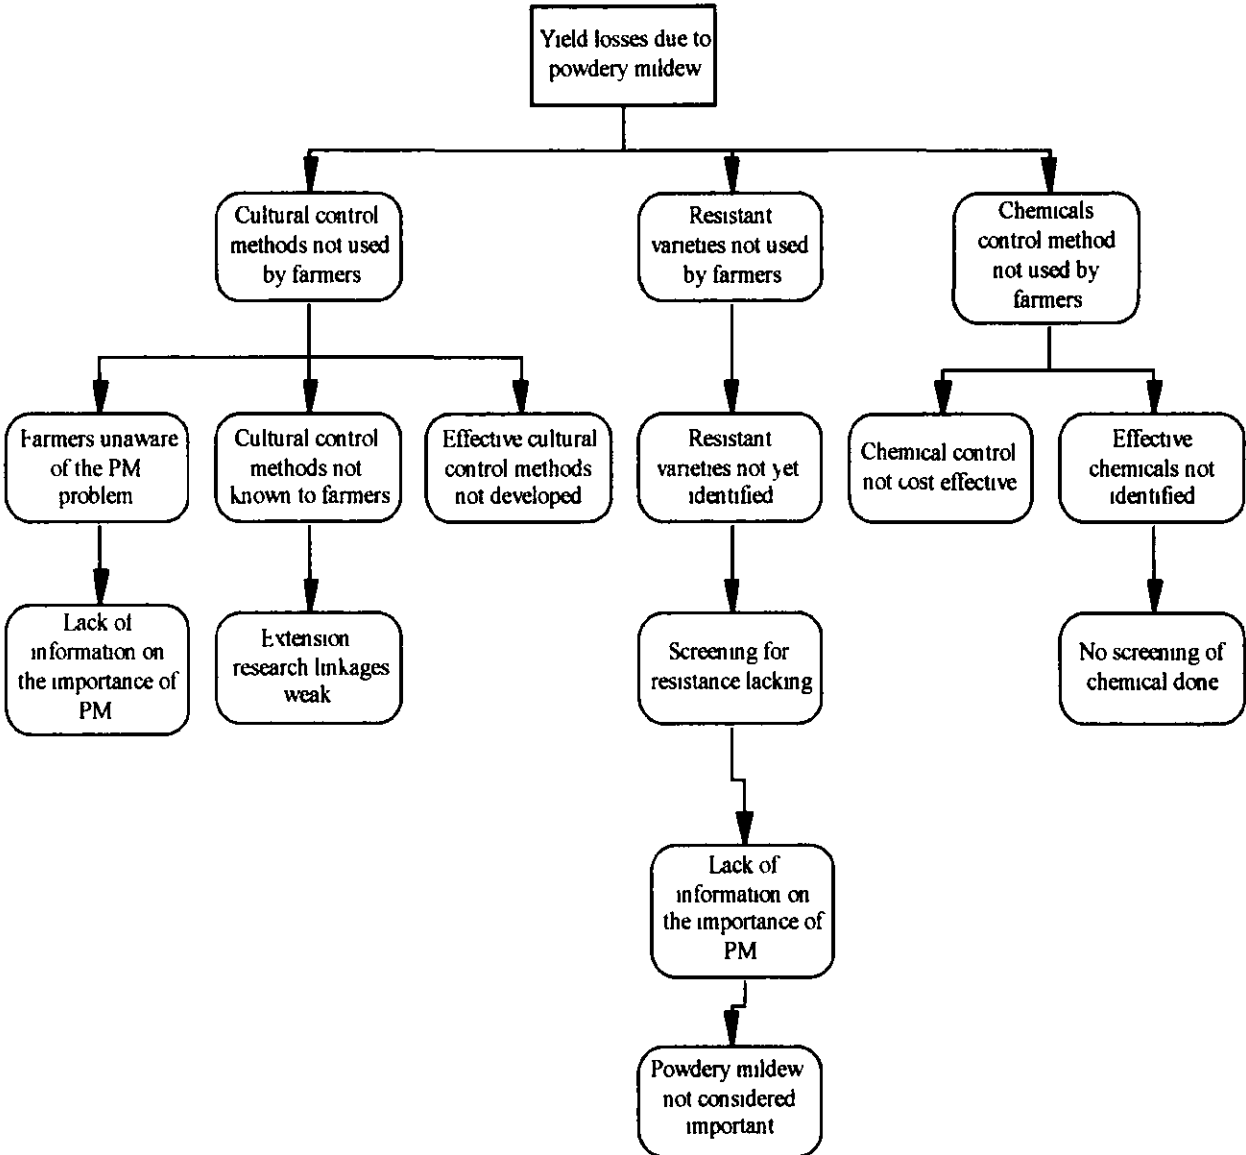 Yield losses due to
powdery mildew
Cultural control
methods not used
by farmers
Resistant
varieties not used
by farmers
Chemicals
control method
not used by
farmers
Farmers unaware
of the PM
problem
Cultural control
methods not
known to farmers
Effective cultural
control methods
not developed
Resistant
varieties not yet
identified
Chemical control
not cost effective
Effective
chemicals not
identified
Lack of
information on
the importance of
PM
Extension
research linkages
weak
Screening for
resistance lacking
No screening of
chemical done
Lack of
information on
the importance of
PM
Powdery mildew
not considered
important